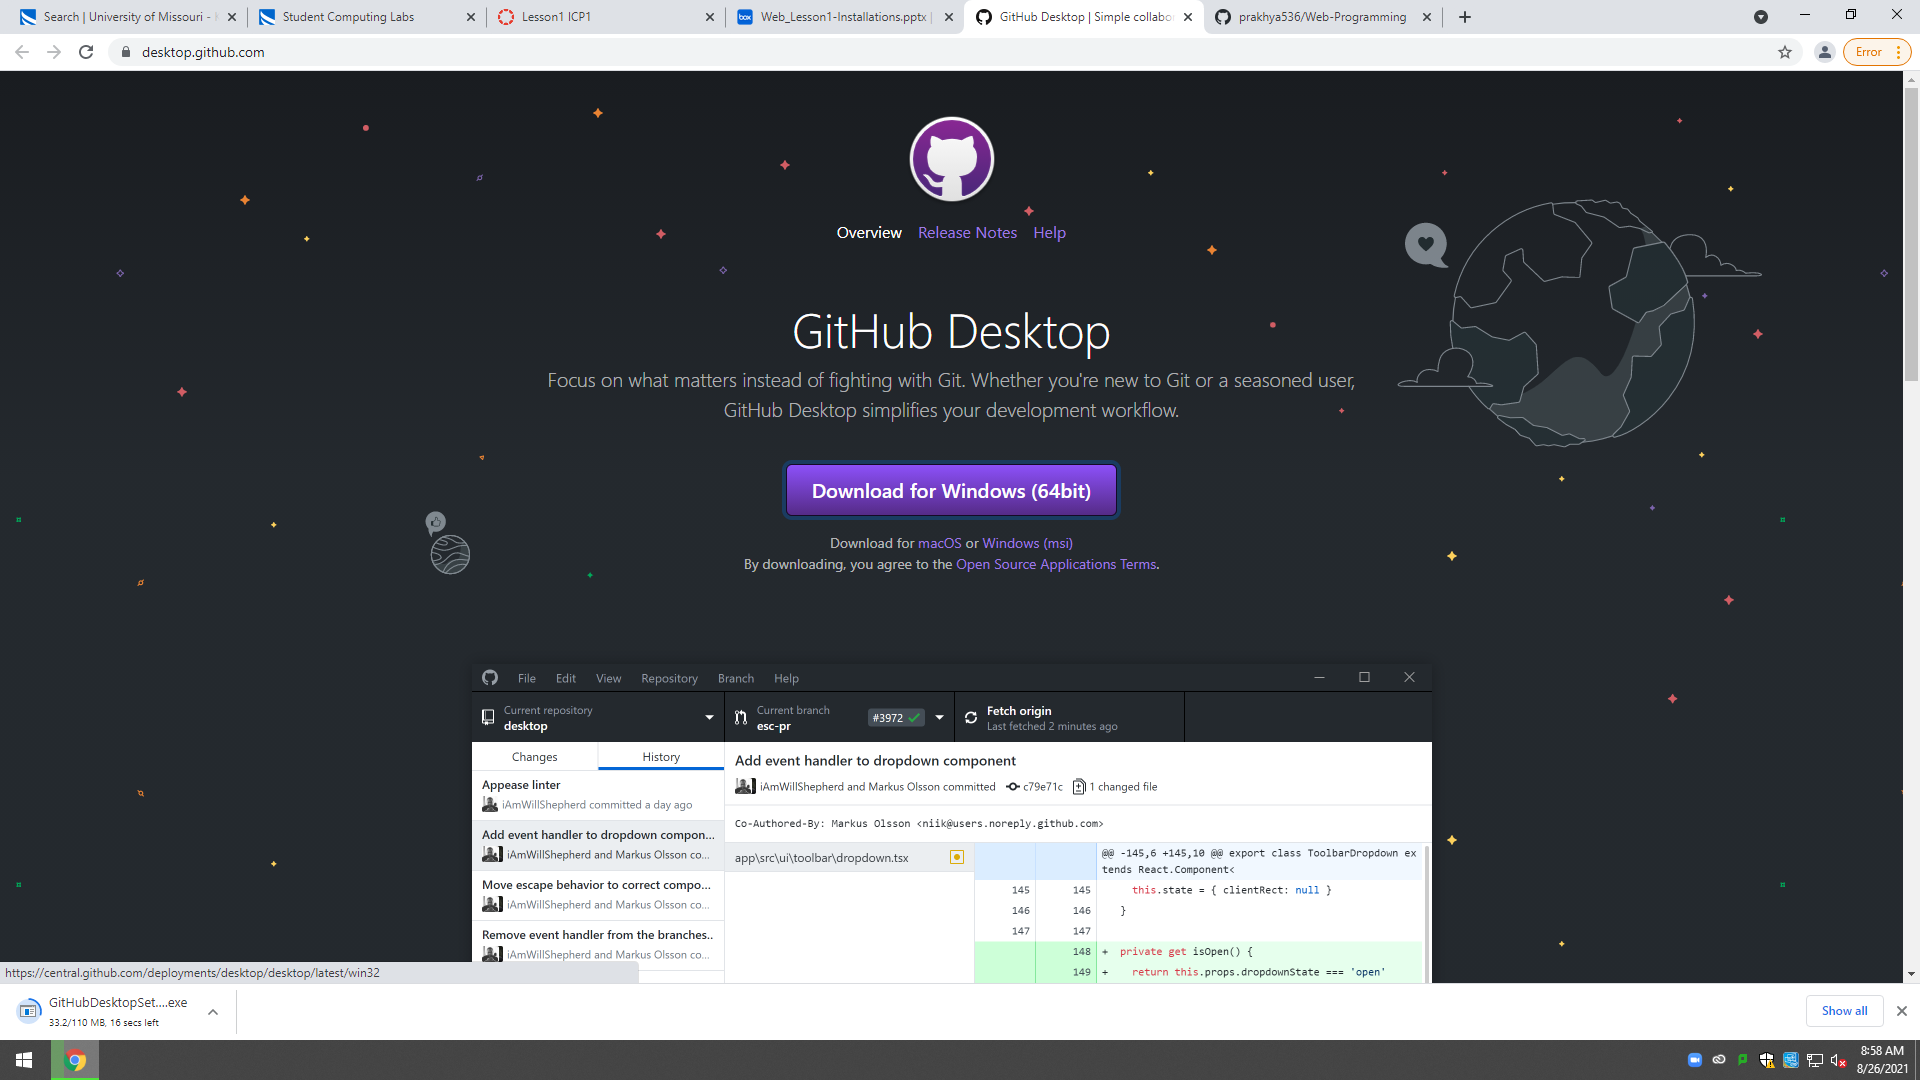 Search | University of Missouri -
Student Computing Labs
Lesson1 ICP1
box
Web_Lesson1-Installations.pptx |
GitHub Desktop | Simple collabo
prakhya536/Web-Programming
desktop.github.com
Error
Overview Release Notes Help
GitHub Desktop
Focus on what matters instead of fighting with Git. Whether you're new to Git or a seasoned user,
GitHub Desktop simplifies your development workflow.
Download for Windows (64bit)
Download for macOS or Windows (msi)
By downloading, you agree to the Open Source Applications Terms.
File Edit View Repository Branch Help
Current repository
desktop
Current branch
esc-pr
#3972
Fetch origin
Last fetched 2 minutes ago
Changes
History
Appease linter
iAmWillShepherd committed a day ago
Add event handler to dropdown compon...
iAmWillShepherd and Markus Olsson co...
Move escape behavior to correct compo...
iAmWillShepherd and Markus Olsson co...
Remove event handler from the branches..
iAmWillShepherd and Markus Olsson co...
Add event handler to dropdown component
iAmWillShepherd and Markus Olsson committed c79e71c 1 changed file
Co-Authored-By: Markus Olsson <niik@users.noreply.github.com>
app\src\ui\toolbar\dropdown.tsx
@@ -145,6 +145,10 @@ export class ToolbarDropdown ex
tends React.Component<
145 145 this.state = { clientRect: null }
146 146 }
147 147
148 + private get isOpen() {
149 + return this.props.dropdownState === 'open'
https://central.github.com/deployments/desktop/desktop/latest/win32
GitHubDesktopSet....exe
33.2/110 MB, 16 secs left
Show all
8:58 AM
8/26/2021